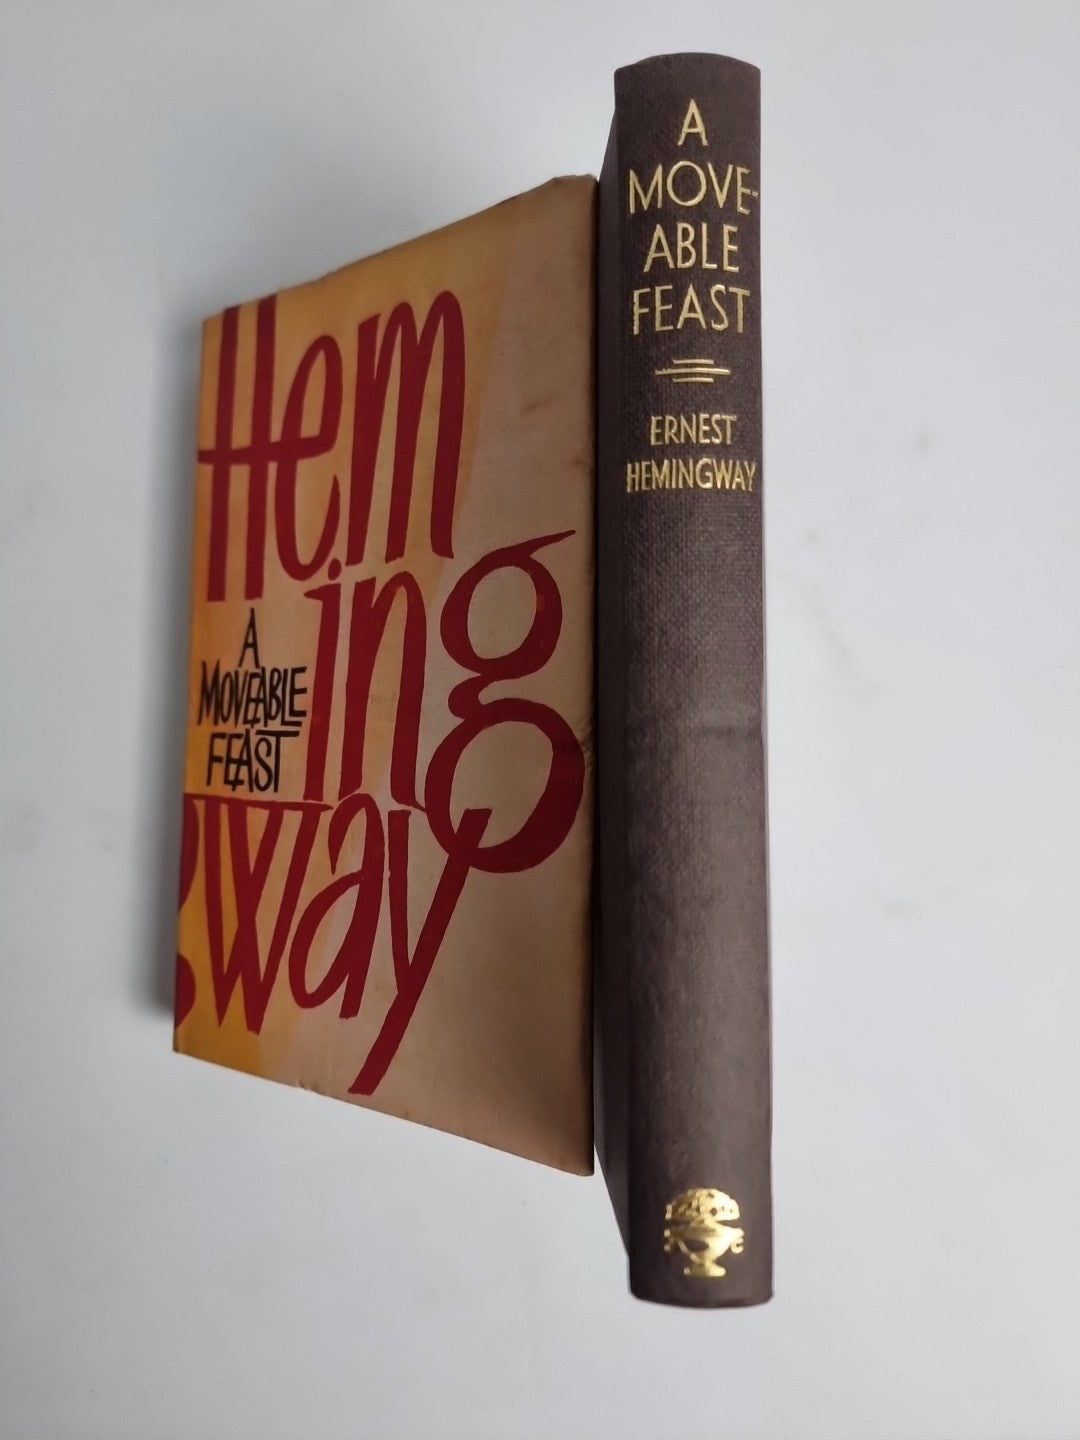 Hem
ing
way
A
MOVEABLE
FEAST
A
MOVE-
ABLE
FEAST
ERNEST
HEMINGWAY
J C